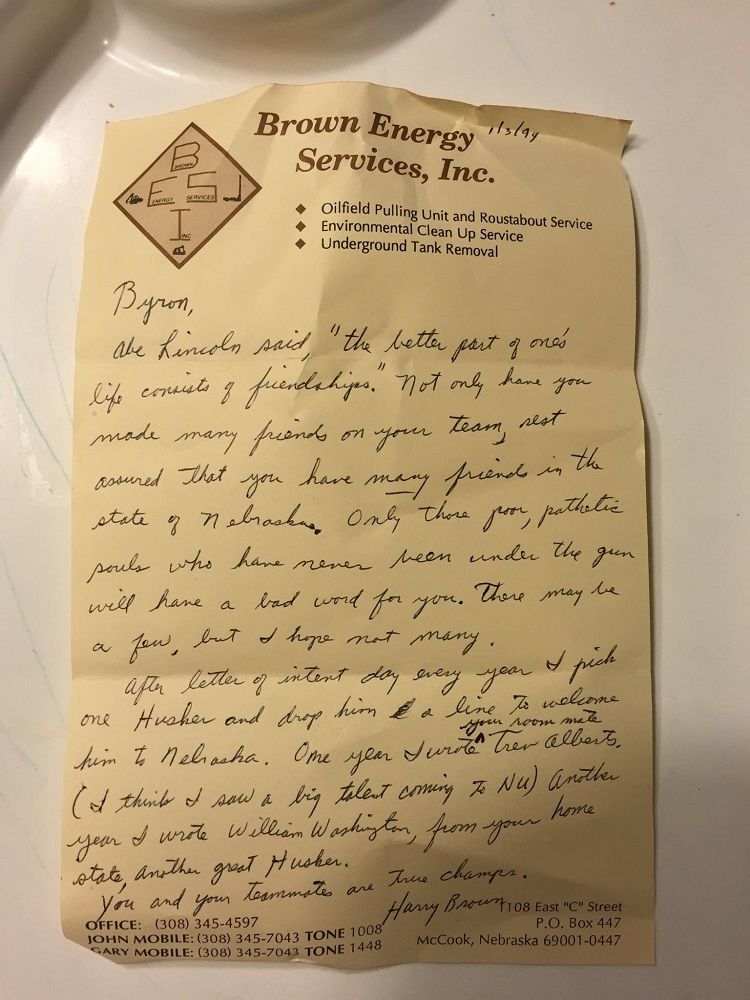 Brown Energy 1/3/94
Services, Inc.
B
BROWN
E S
ENERGY SERVICES
I
INC
◆ Oilfield Pulling Unit and Roustabout Service
◆ Environmental Clean Up Service
◆ Underground Tank Removal
Byron,
Abe Lincoln said, "the better part of one's
life consists of friendships." Not only have you
made many friends on your team, rest
assured that you have many friends in the
state of Nebraska. Only those poor, pathetic
souls who have never been under the gun
will have a bad word for you. There may be
a few, but I hope not many.
After letter of intent day every year I pick
one Husker and drop him a line to welcome
your room mate
him to Nebraska. One year I wrote ^ Trev Alberts.
(I think I saw a big talent coming to NU) Another
year I wrote William Washington, from your home
state, another great Husker.
You and your teammates are true champs.
Harry Brown
OFFICE: (308) 345-4597
JOHN MOBILE: (308) 345-7043 TONE 1008
GARY MOBILE: (308) 345-7043 TONE 1448
1108 East "C" Street
P.O. Box 447
McCook, Nebraska 69001-0447